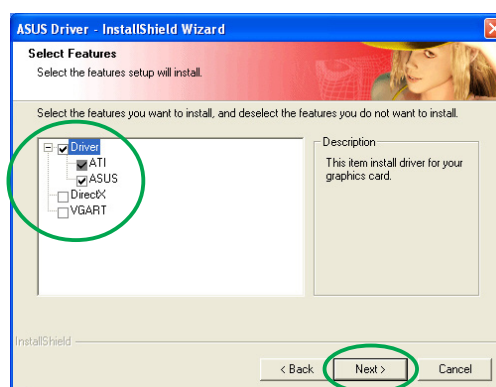 ASUS Driver - InstallShield Wizard
Select Features
Select the features setup will install.
Select the features you want to install, and deselect the features you do not want to install.
Driver
ATI
ASUS
DirectX
VGART
Description
This item install driver for your
graphics card.
InstallShield
< Back
Next >
Cancel